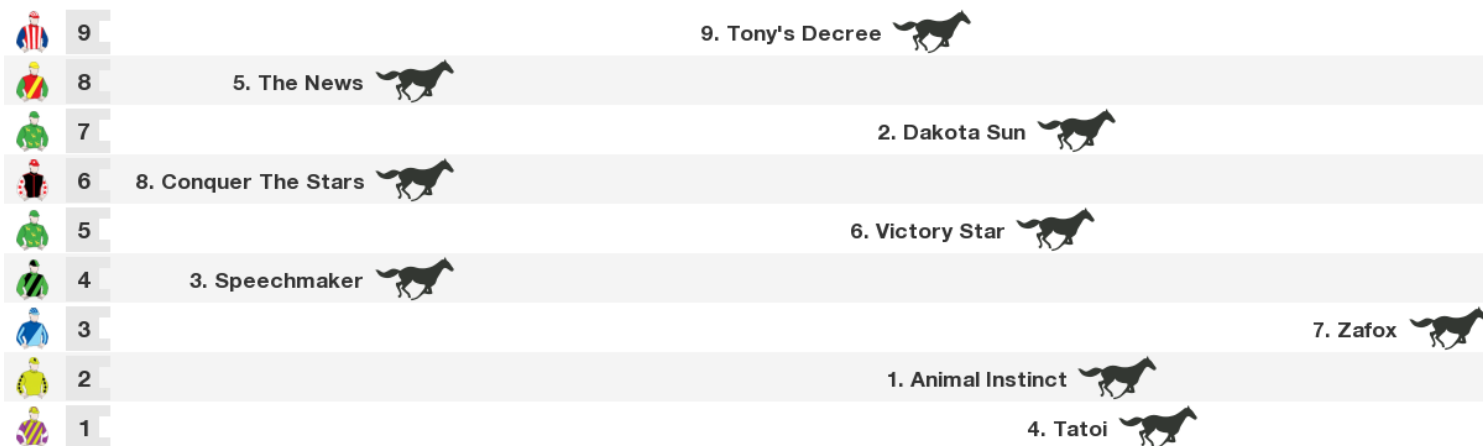 9 9. Tony's Decree
8 5. The News
7 2. Dakota Sun
6 8. Conquer The Stars
5 6. Victory Star
4 3. Speechmaker
3 7. Zafox
2 1. Animal Instinct
1 4. Tatoi